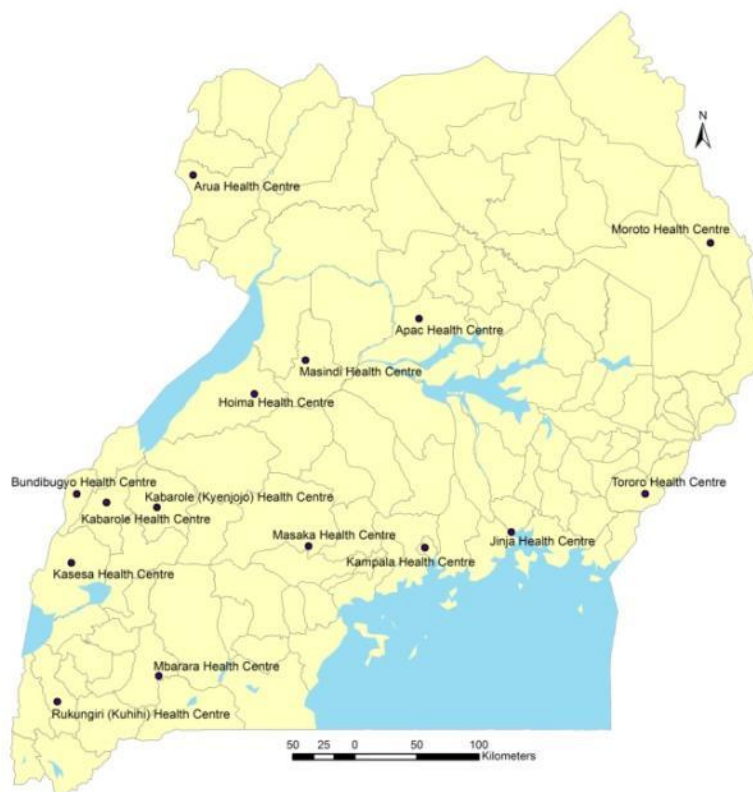 N
Arua Health Centre
Moroto Health Centre
Apac Health Centre
Masindi Health Centre
Hoima Health Centre
Bundibugyo Health Centre
Kabarole (Kyenjojo) Health Centre
Tororo Health Centre
Kabarole Health Centre
Masaka Health Centre
Jinja Health Centre
Kampala Health Centre
Kasesa Health Centre
Mbarara Health Centre
Rukungiri (Kuhihi) Health Centre
50 25 0 50 100
Kilometers